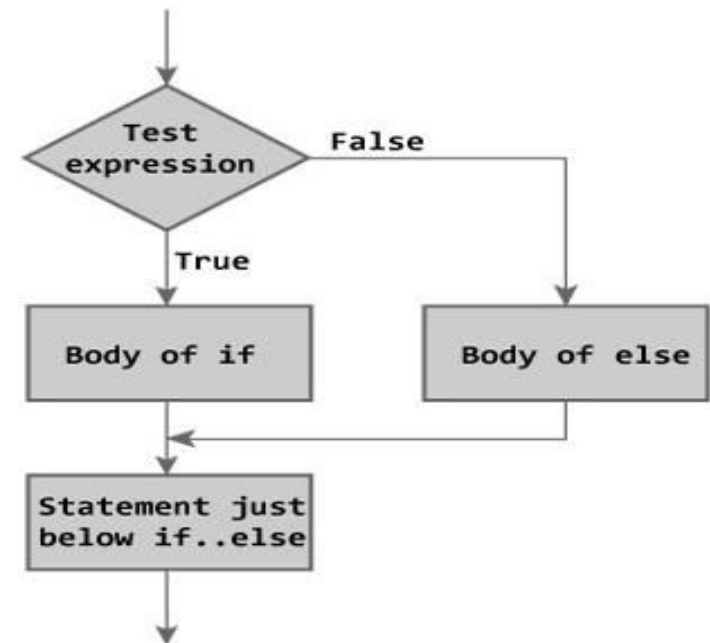 Test
expression
False
True
Body of if
Body of else
Statement just
below if..else